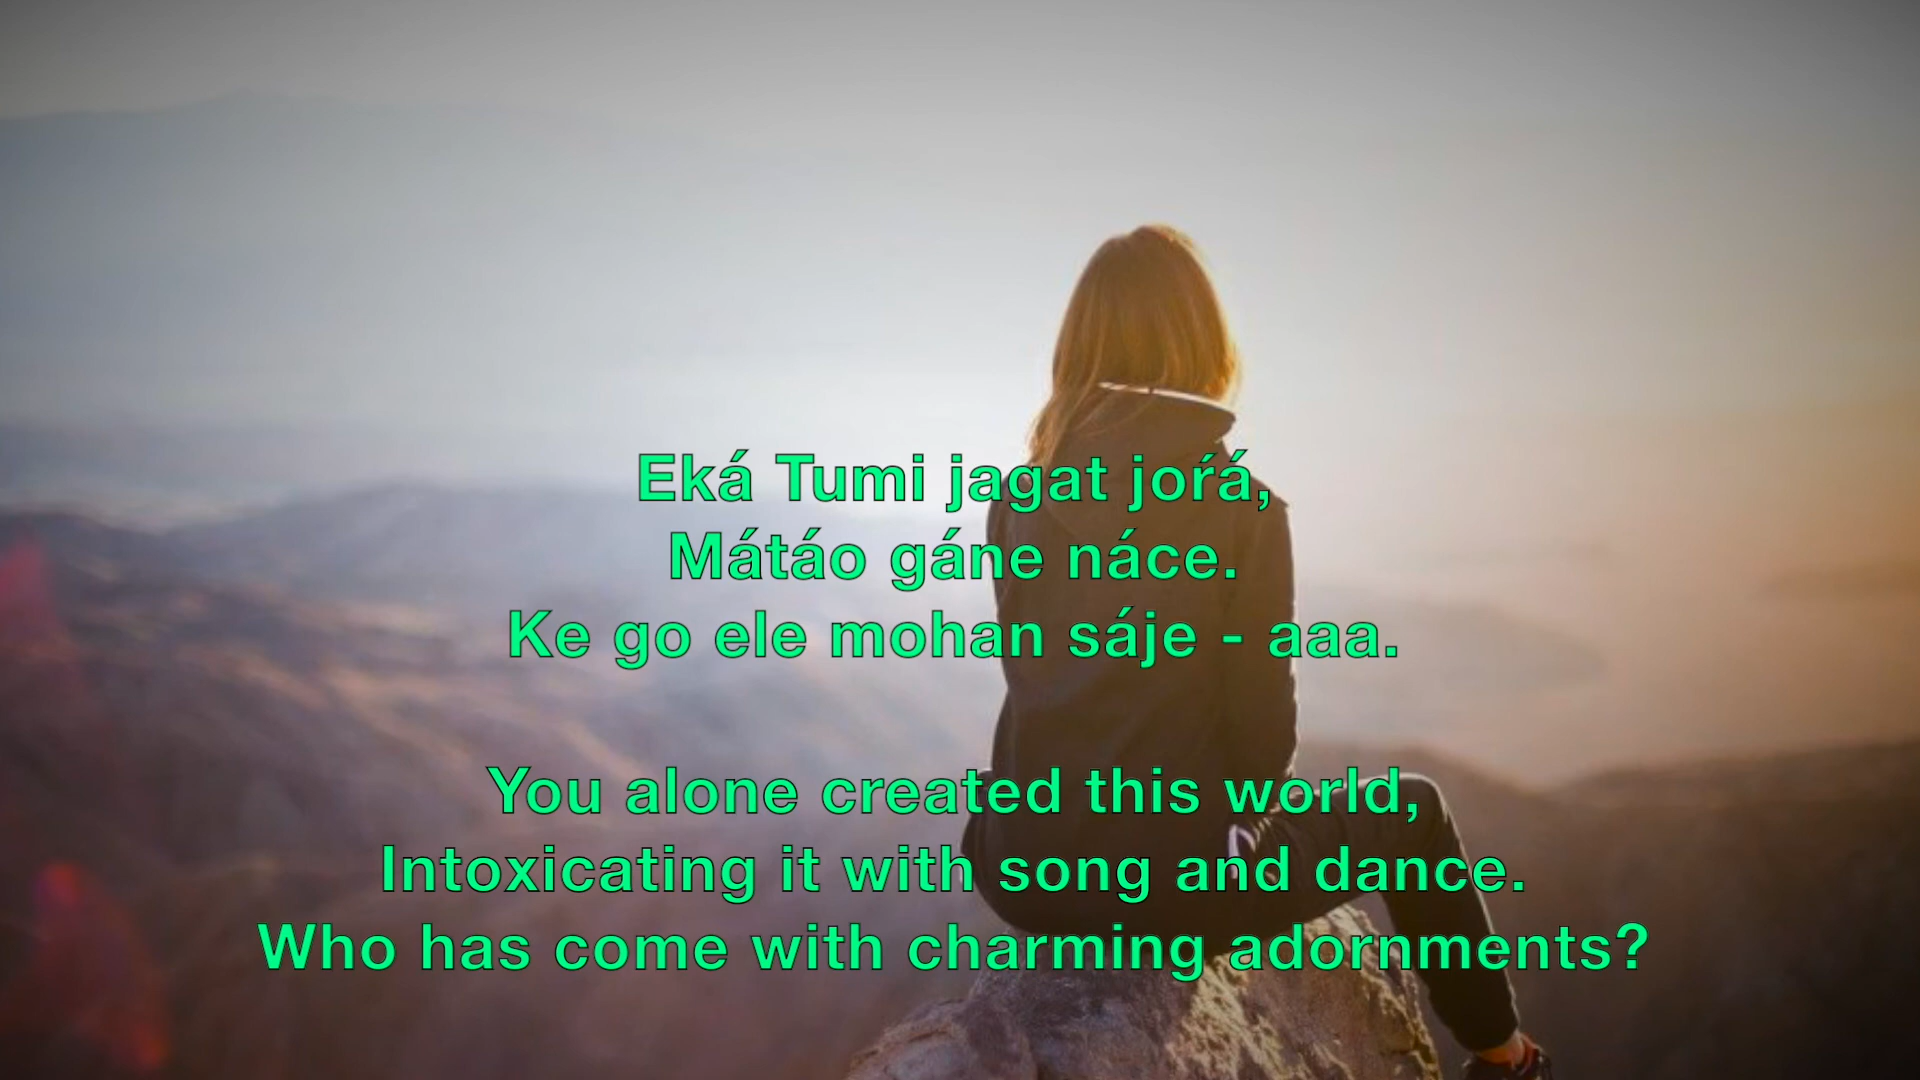 Eká Tumi jagat joŕá,
Mátáo gáne náce.
Ke go ele mohan sáje - aaa.
You alone created this world,
Intoxicating it with song and dance.
Who has come with charming adornments?